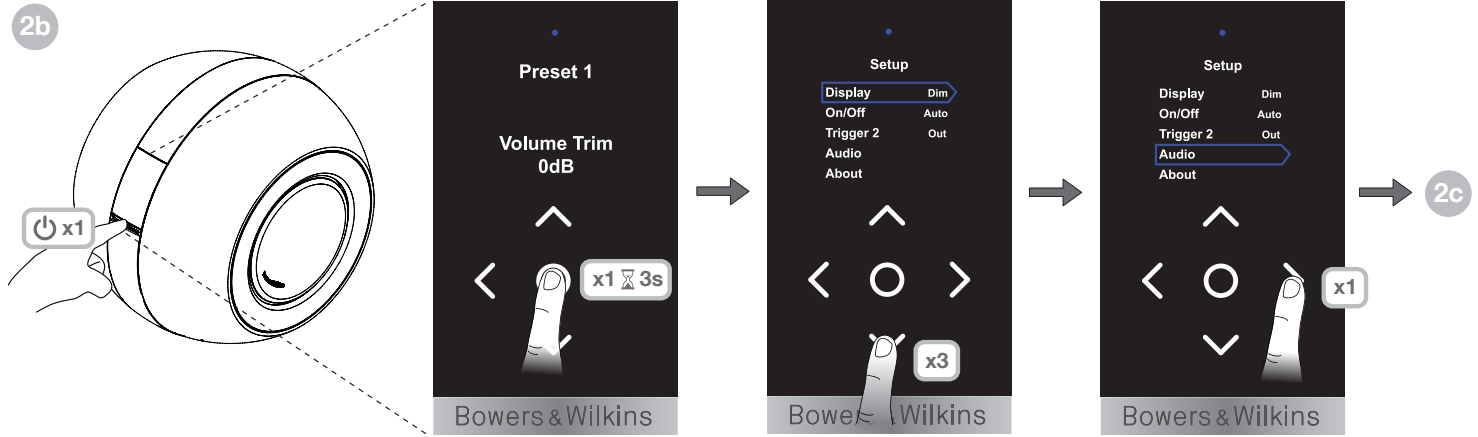 2b
x1
Preset 1
Volume Trim
0dB
x1 3s
Bowers & Wilkins
Setup
Display Dim
On/Off Auto
Trigger 2 Out
Audio
About
x3
Bowers & Wilkins
Setup
Display Dim
On/Off Auto
Trigger 2 Out
Audio
About
x1
Bowers & Wilkins
2c